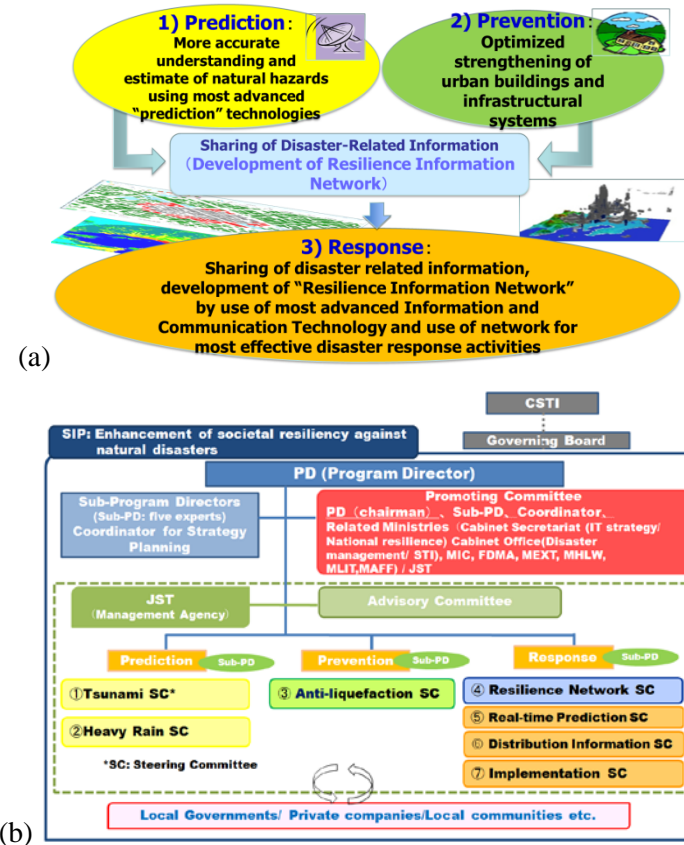 1) Prediction:
More accurate
understanding and
estimate of natural hazards
using most advanced
“prediction” technologies
2) Prevention:
Optimized
strengthening of
urban buildings and
infrastructural
systems
Sharing of Disaster-Related Information
（Development of Resilience Information
Network）
3) Response:
Sharing of disaster related information,
development of “Resilience Information Network”
by use of most advanced Information and
Communication Technology and use of network for
most effective disaster response activities
(a)
CSTI
Governing Board
SIP: Enhancement of societal resiliency against
natural disasters
PD (Program Director)
Sub-Program Directors
(Sub-PD: five experts)
Coordinator for Strategy
Planning
Promoting Committee
PD（chairman）、Sub-PD、Coordinator、
Related Ministries（Cabinet Secretariat (IT strategy/
National resilience) Cabinet Office(Disaster
management/ STI), MIC, FDMA, MEXT, MHLW,
MLIT,MAFF) / JST
JST
（Management Agency）
Advisory Committee
Prediction Sub-PD
Prevention Sub-PD
Response Sub-PD
①Tsunami SC*
②Heavy Rain SC
*SC: Steering Committee
③ Anti-liquefaction SC
④ Resilience Network SC
⑤ Real-time Prediction SC
⑥ Distribution Information SC
⑦ Implementation SC
Local Governments/ Private companies/Local communities etc.
(b)